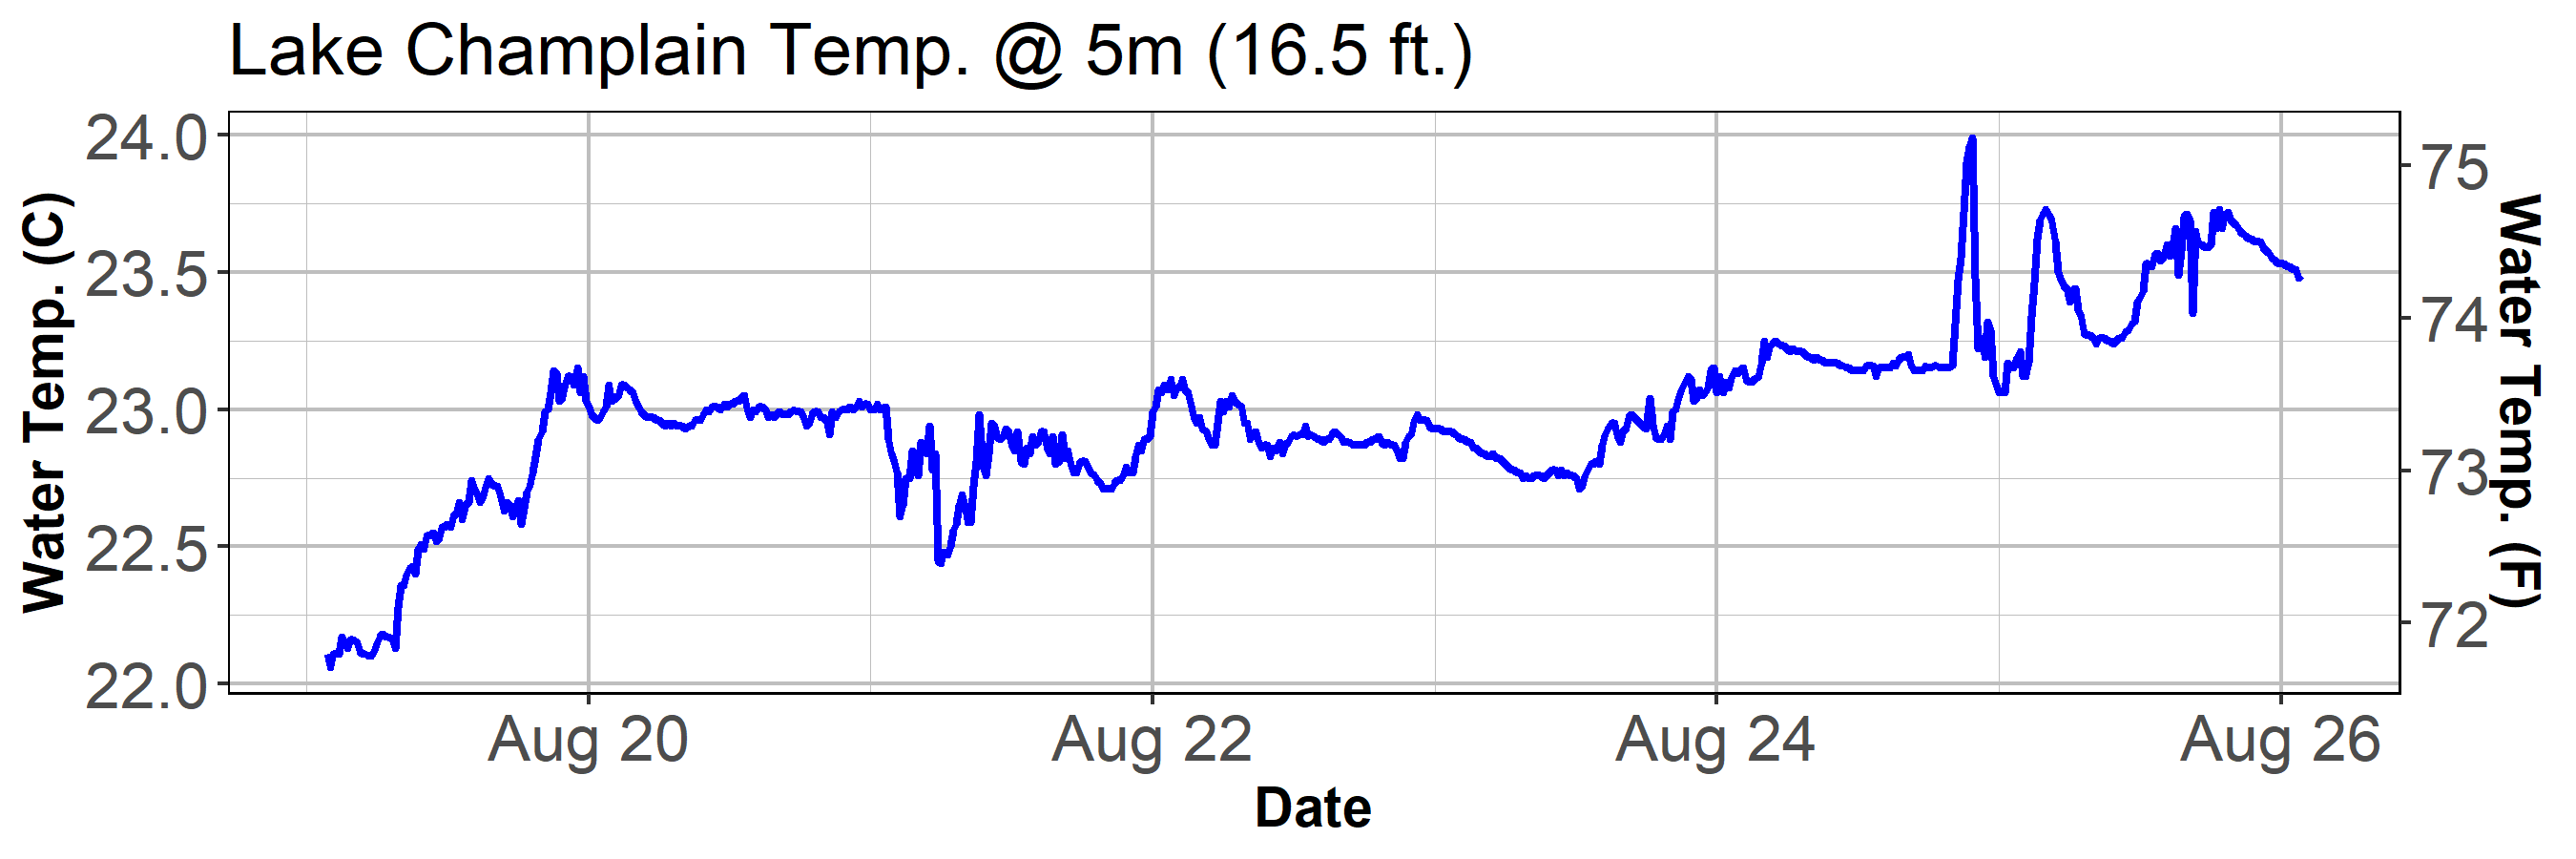 Lake Champlain Temp. @ 5m (16.5 ft.)
Water Temp. (C)
24.0
23.5
23.0
22.5
22.0
75
74
73
72
Water Temp. (F)
Aug 20
Aug 22
Aug 24
Aug 26
Date